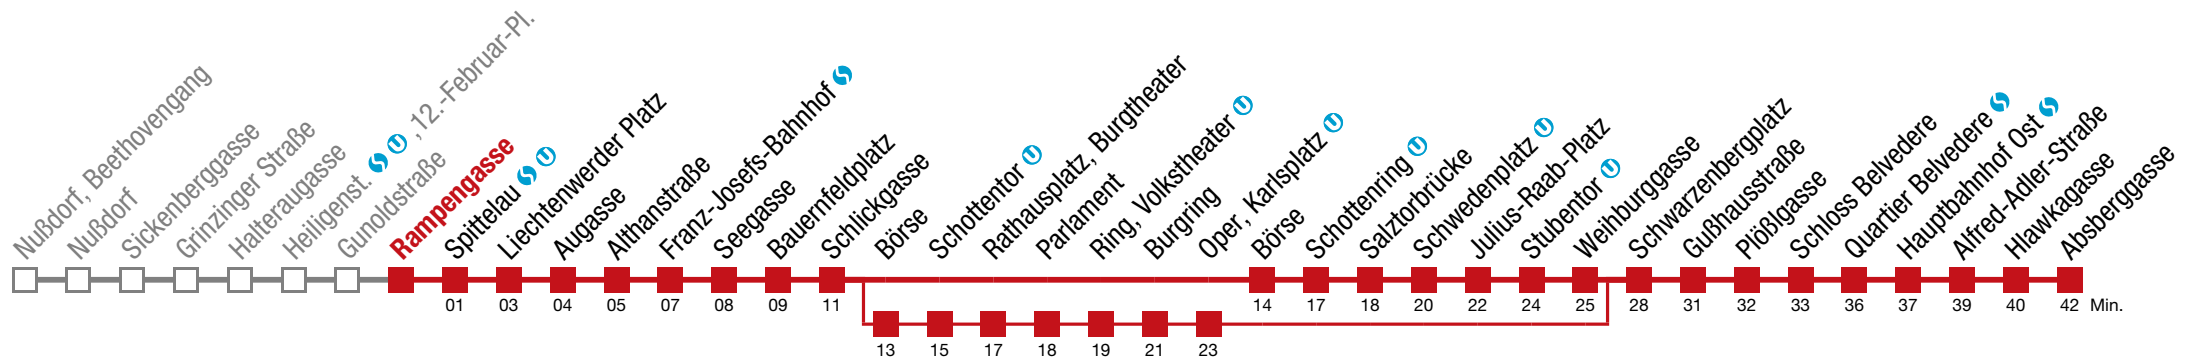 Nußdorf, Beethovengang
Nußdorf
Sickenberggasse
Grinzinger Straße
Halteraugasse
Heiligenst. S U , 12.-Februar-Pl.
Gunoldstraße
Rampengasse
Spittelau S U
Liechtenwerder Platz
Augasse
Althanstraße
Franz-Josefs-Bahnhof S
Seegasse
Bauernfeldplatz
Schlickgasse
Börse
Schottentor U
Rathausplatz, Burgtheater
Parlament
Ring, Volkstheater U
Burgring
Oper, Karlsplatz U
Börse
Schottenring U
Salztorbrücke
Schwedenplatz U
Julius-Raab-Platz
Stubentor U
Weihburggasse
Schwarzenbergplatz
Gußhausstraße
Plößlgasse
Schloss Belvedere
Quartier Belvedere S
Hauptbahnhof Ost S
Alfred-Adler-Straße
Hlawkagasse
Absberggasse
01 03 04 05 07 08 09 11 14 17 18 20 22 24 25 28 31 32 33 36 37 39 40 42 Min.
13 15 17 18 19 21 23